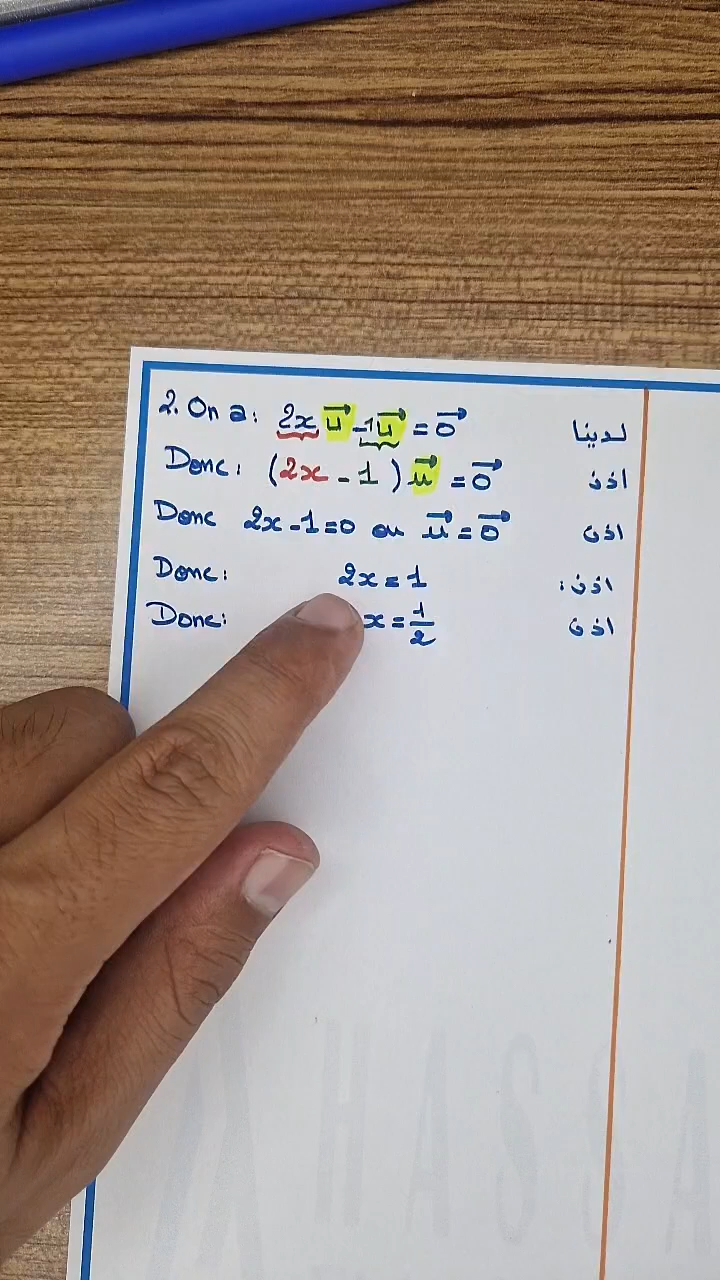 2. On a: 2x u⃗ - 1u⃗ = 0⃗ لدينا
Donc: (2x - 1) u⃗ = 0⃗ اذن
Donc 2x - 1 = 0 ou u⃗ = 0⃗ اذن
Donc: 2x = 1 اذن:
Donc: x = 1/2 اذن
HASSA